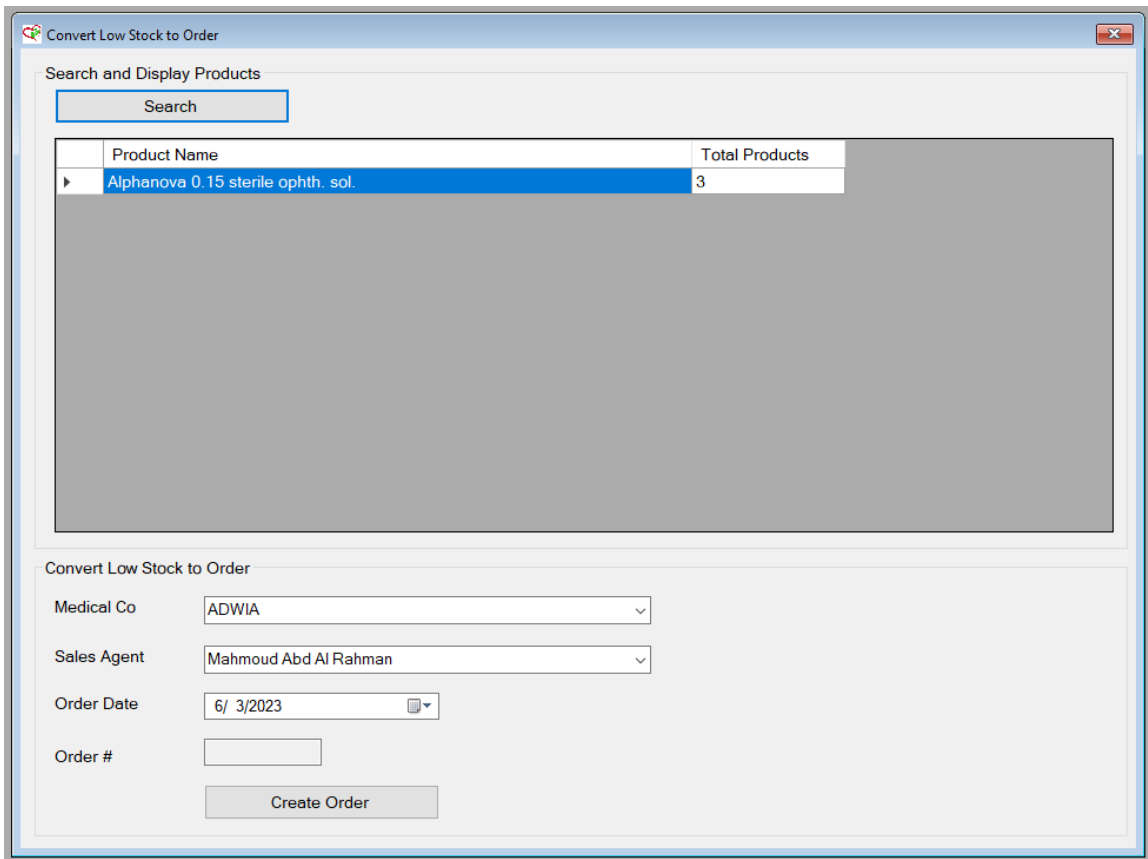 Convert Low Stock to Order
Search and Display Products
Search
Product Name Total Products
Alphanova 0.15 sterile ophth. sol. 3
Convert Low Stock to Order
Medical Co ADWIA
Sales Agent Mahmoud Abd Al Rahman
Order Date 6/ 3/2023
Order #
Create Order